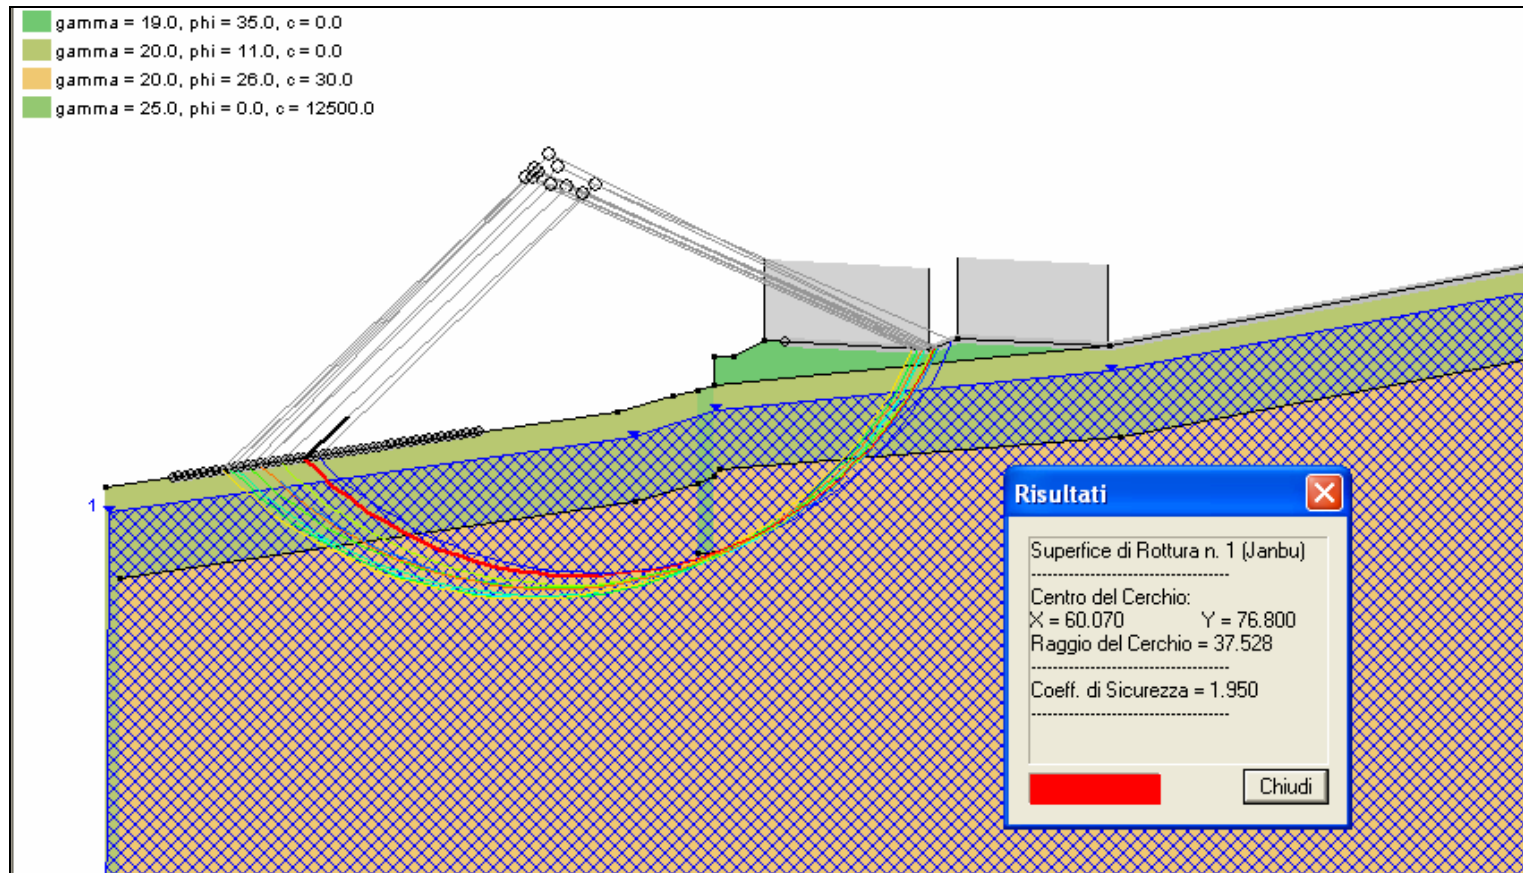 gamma = 19.0, phi = 35.0, c = 0.0
gamma = 20.0, phi = 11.0, c = 0.0
gamma = 20.0, phi = 26.0, c = 30.0
gamma = 25.0, phi = 0.0, c = 12500.0
1
Risultati
Superfice di Rottura n. 1 (Janbu)
---------------------------------
Centro del Cerchio:
X = 60.070 Y = 76.800
Raggio del Cerchio = 37.528
---------------------------------
Coeff. di Sicurezza = 1.950
---------------------------------
Chiudi